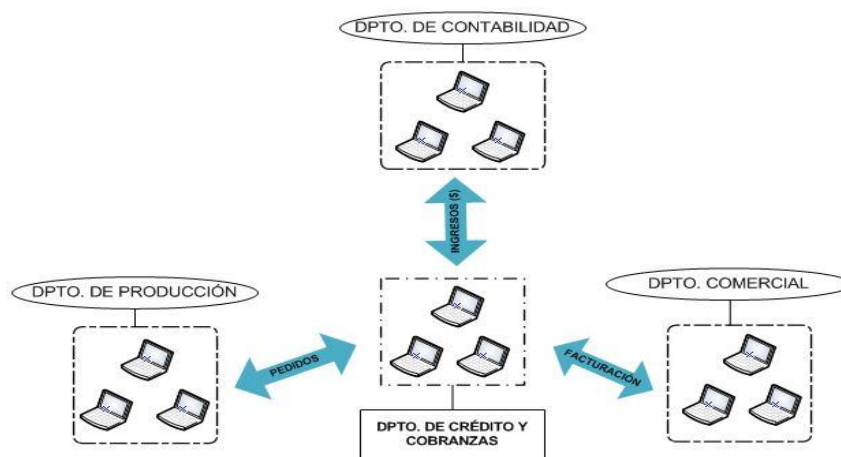 DPTO. DE CONTABILIDAD
INGRESOS ($)
DPTO. DE PRODUCCIÓN
DPTO. COMERCIAL
PEDIDOS
FACTURACIÓN
DPTO. DE CRÉDITO Y
COBRANZAS